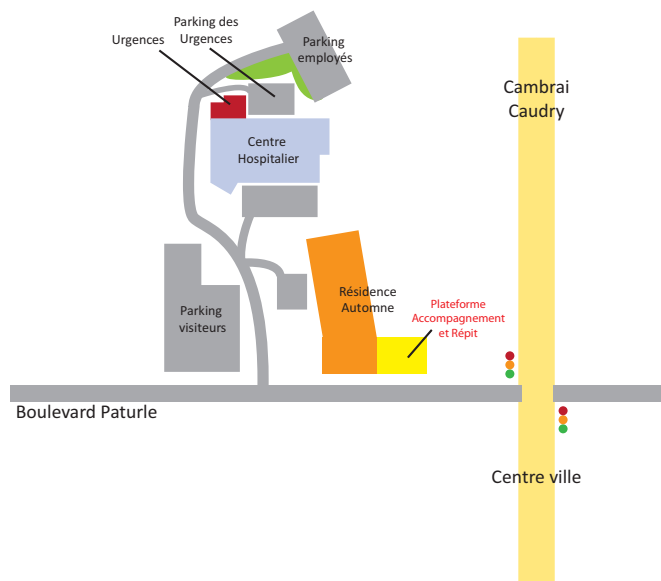 Parking des
Urgences
Urgences
Parking
employés
Cambrai
Caudry
Centre
Hospitalier
Résidence
Automne
Plateforme
Accompagnement
et Répit
Parking
visiteurs
Boulevard Paturle
Centre ville